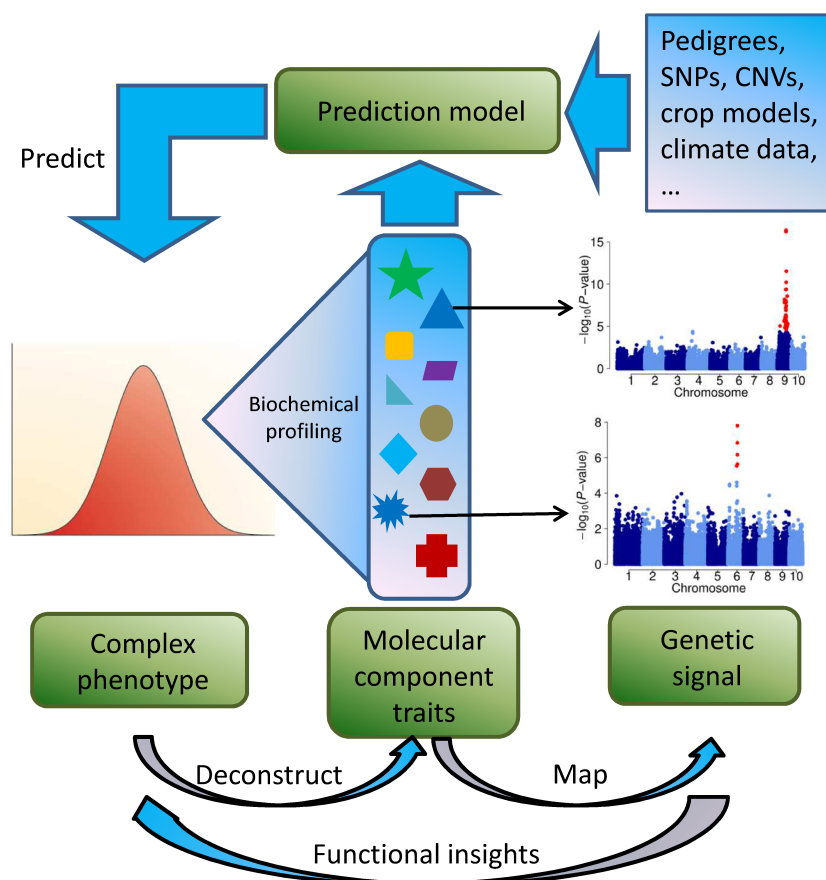 Pedigrees,
SNPs, CNVs,
crop models,
climate data,
...
Prediction model
Predict
Biochemical
profiling
−log10(P−value)
15
10
5
0
1 2 3 4 5 6 7 8 9 10
Chromosome
−log10(P−value)
8
6
4
2
0
1 2 3 4 5 6 7 8 9 10
Chromosome
Complex
phenotype
Molecular
component
traits
Genetic
signal
Deconstruct
Map
Functional insights